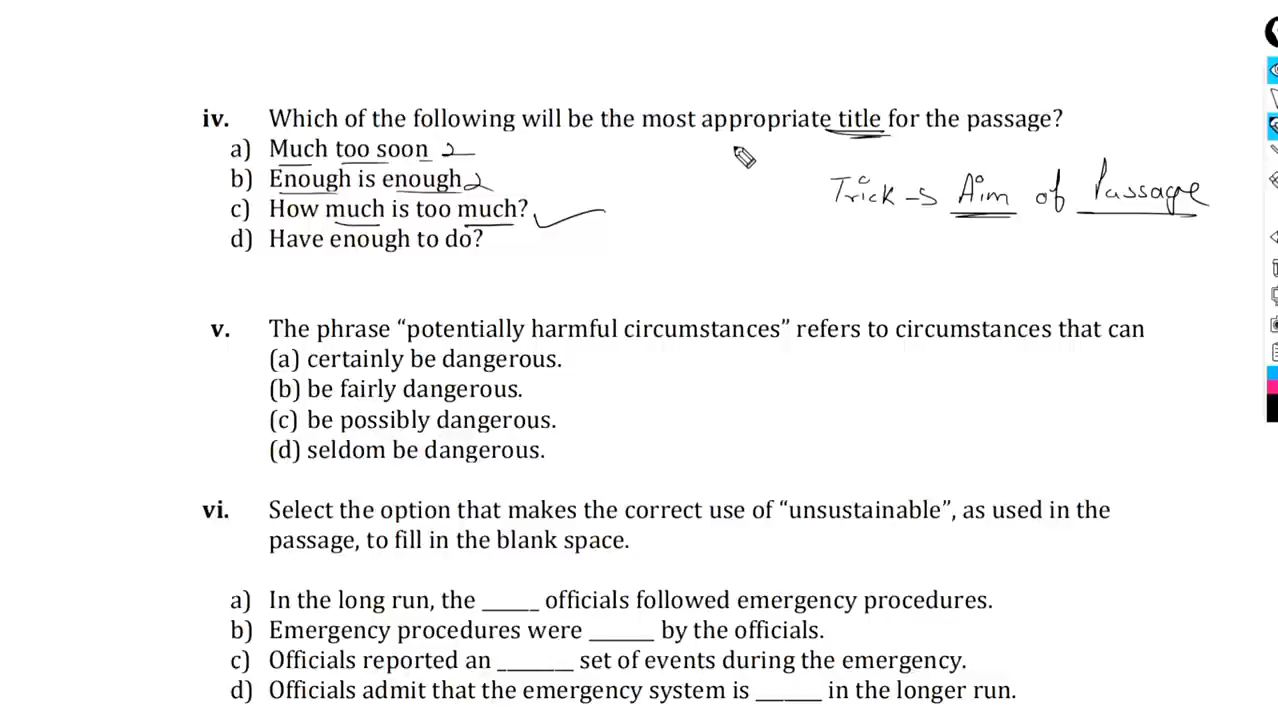 iv. Which of the following will be the most appropriate title for the passage?
a) Much too soon
b) Enough is enough
c) How much is too much?
d) Have enough to do?
Trick → Aim of Passage
v. The phrase “potentially harmful circumstances” refers to circumstances that can
(a) certainly be dangerous.
(b) be fairly dangerous.
(c) be possibly dangerous.
(d) seldom be dangerous.
vi. Select the option that makes the correct use of “unsustainable”, as used in the
passage, to fill in the blank space.
a) In the long run, the _____ officials followed emergency procedures.
b) Emergency procedures were ______ by the officials.
c) Officials reported an _______ set of events during the emergency.
d) Officials admit that the emergency system is ______ in the longer run.